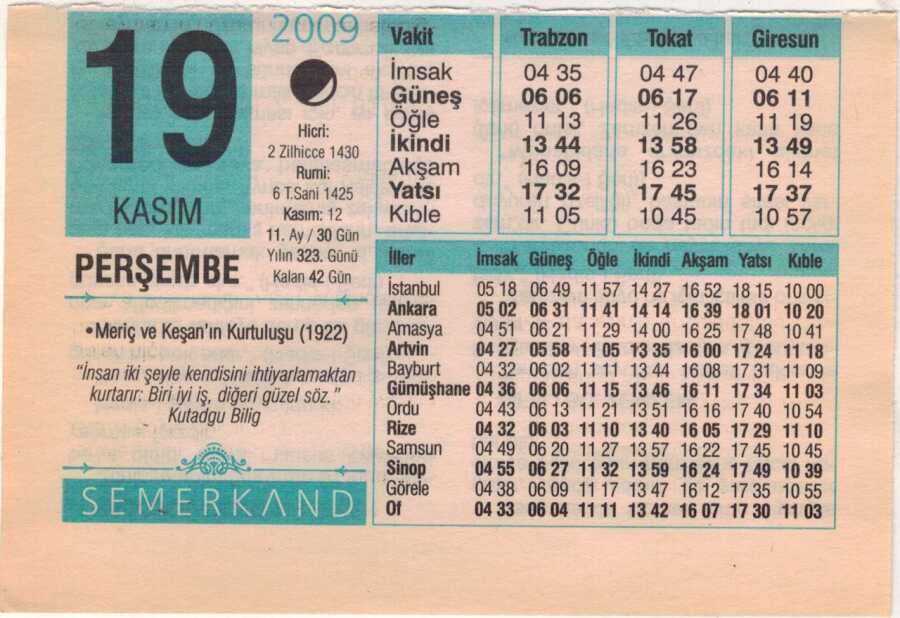 19
KASIM
PERŞEMBE
2009
Hicri:
2 Zilhicce 1430
Rumi:
6 T.Sani 1425
Kasım: 12
11. Ay / 30 Gün
Yılın 323. Günü
Kalan 42 Gün
•Meriç ve Keşan'ın Kurtuluşu (1922)
"İnsan iki şeyle kendisini ihtiyarlamaktan
kurtarır: Biri iyi iş, diğeri güzel söz."
Kutadgu Bilig
SEMERKAND
Vakit Trabzon Tokat Giresun
İmsak 04 35 04 47 04 40
Güneş 06 06 06 17 06 11
Öğle 11 13 11 26 11 19
İkindi 13 44 13 58 13 49
Akşam 16 09 16 23 16 14
Yatsı 17 32 17 45 17 37
Kıble 11 05 10 45 10 57
İller İmsak Güneş Öğle İkindi Akşam Yatsı Kıble
İstanbul 05 18 06 49 11 57 14 27 16 52 18 15 10 00
Ankara 05 02 06 31 11 41 14 14 16 39 18 01 10 20
Amasya 04 51 06 21 11 29 14 00 16 25 17 48 10 41
Artvin 04 27 05 58 11 05 13 35 16 00 17 24 11 18
Bayburt 04 32 06 02 11 11 13 44 16 08 17 31 11 09
Gümüşhane 04 36 06 06 11 15 13 46 16 11 17 34 11 03
Ordu 04 43 06 13 11 21 13 51 16 16 17 40 10 54
Rize 04 32 06 03 11 10 13 40 16 05 17 29 11 10
Samsun 04 49 06 20 11 27 13 57 16 22 17 45 10 45
Sinop 04 55 06 27 11 32 13 59 16 24 17 49 10 39
Görele 04 38 06 09 11 17 13 47 16 12 17 35 10 55
Of 04 33 06 04 11 11 13 42 16 07 17 30 11 03